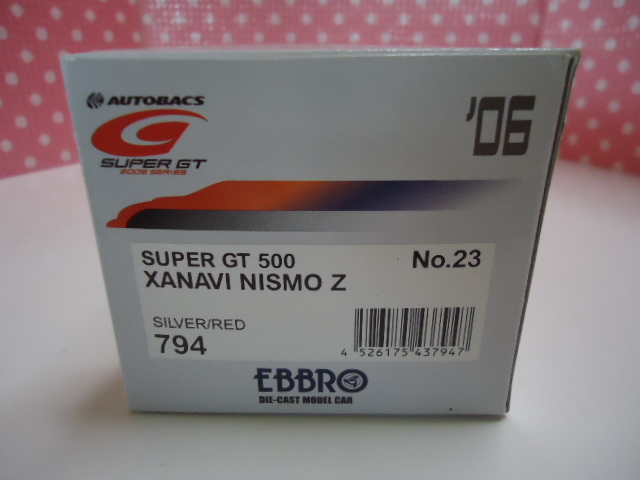 AUTOBACS
'06
SUPER GT
2006 SERIES
SUPER GT 500
No.23
XANAVI NISMO Z
SILVER/RED
794
4 526175 437947
EBBRO
DIE-CAST MODEL CAR